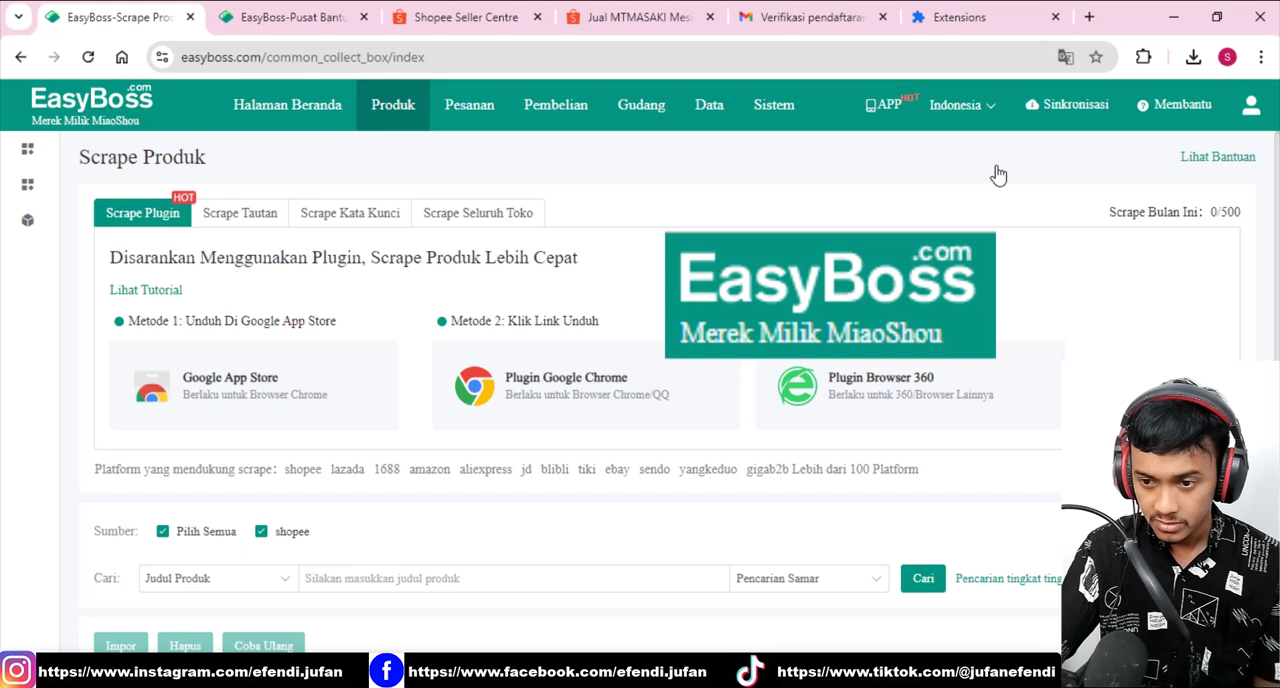 EasyBoss-Scrape Pro
EasyBoss-Pusat Bant
Shopee Seller Centre
Jual MTMASAKI Mes
Verifikasi pendaftarar
Extensions
easyboss.com/common_collect_box/index
S
EasyBoss.com
Merek Milik MiaoShou
Halaman Beranda
Produk
Pesanan
Pembelian
Gudang
Data
Sistem
APP
HOT
Indonesia
Sinkronisasi
Membantu
Scrape Produk
Lihat Bantuan
HOT
Scrape Plugin
Scrape Tautan
Scrape Kata Kunci
Scrape Seluruh Toko
Scrape Bulan Ini: 0/500
Disarankan Menggunakan Plugin, Scrape Produk Lebih Cepat
Lihat Tutorial
Metode 1: Unduh Di Google App Store
Metode 2: Klik Link Unduh
EasyBoss.com
Merek Milik MiaoShou
Google App Store
Berlaku untuk Browser Chrome
Plugin Google Chrome
Berlaku untuk Browser Chrome/QQ
Plugin Browser 360
Berlaku untuk 360/Browser Lainnya
Platform yang mendukung scrape: shopee lazada 1688 amazon aliexpress jd blibli tiki ebay sendo yangkeduo gigab2b Lebih dari 100 Platform
Sumber:
Pilih Semua
shopee
Cari:
Judul Produk
Silakan masukkan judul produk
Pencarian Samar
Cari
Pencarian tingkat ting
Impor
Hapus
Coba Ulang
https://www.instagram.com/efendi.jufan
https://www.facebook.com/efendi.jufan
https://www.tiktok.com/@jufanefendi